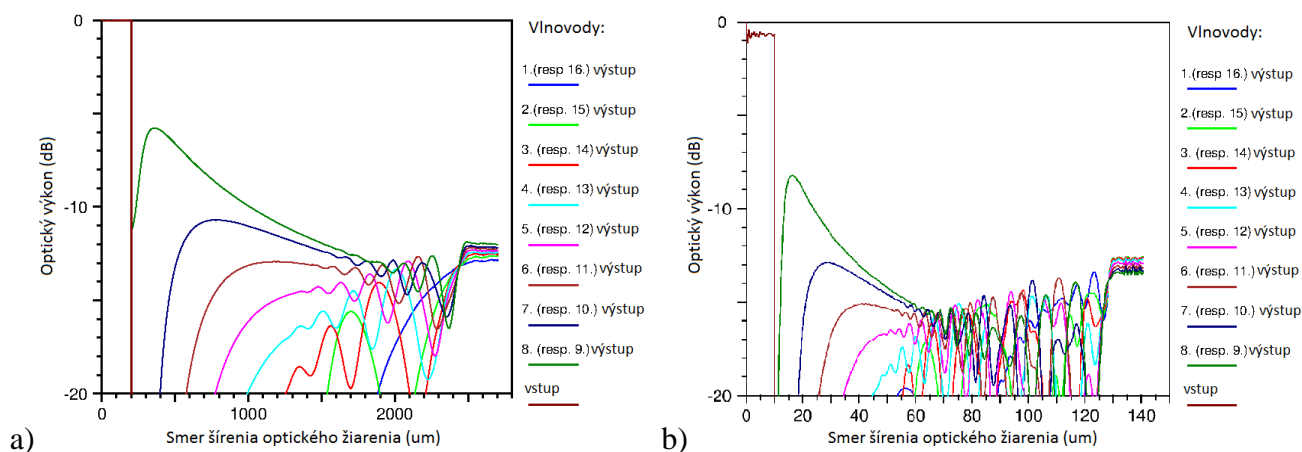 Vlnovody:
1.(resp 16.) výstup
2.(resp. 15) výstup
3. (resp. 14) výstup
4. (resp. 13) výstup
5. (resp. 12) výstup
6. (resp. 11.) výstup
7. (resp. 10.) výstup
8. (resp. 9.) výstup
vstup
0
-10
-20
Optický výkon (dB)
0
1000
2000
Smer šírenia optického žiarenia (um)
a)
Vlnovody:
1.(resp 16.) výstup
2.(resp. 15) výstup
3. (resp. 14) výstup
4. (resp. 13) výstup
5. (resp. 12) výstup
6. (resp. 11.) výstup
7. (resp. 10.) výstup
8. (resp. 9.) výstup
vstup
0
-10
-20
Optický výkon (dB)
0
20
40
60
80
100
120
140
Smer šírenia optického žiarenia (um)
b)